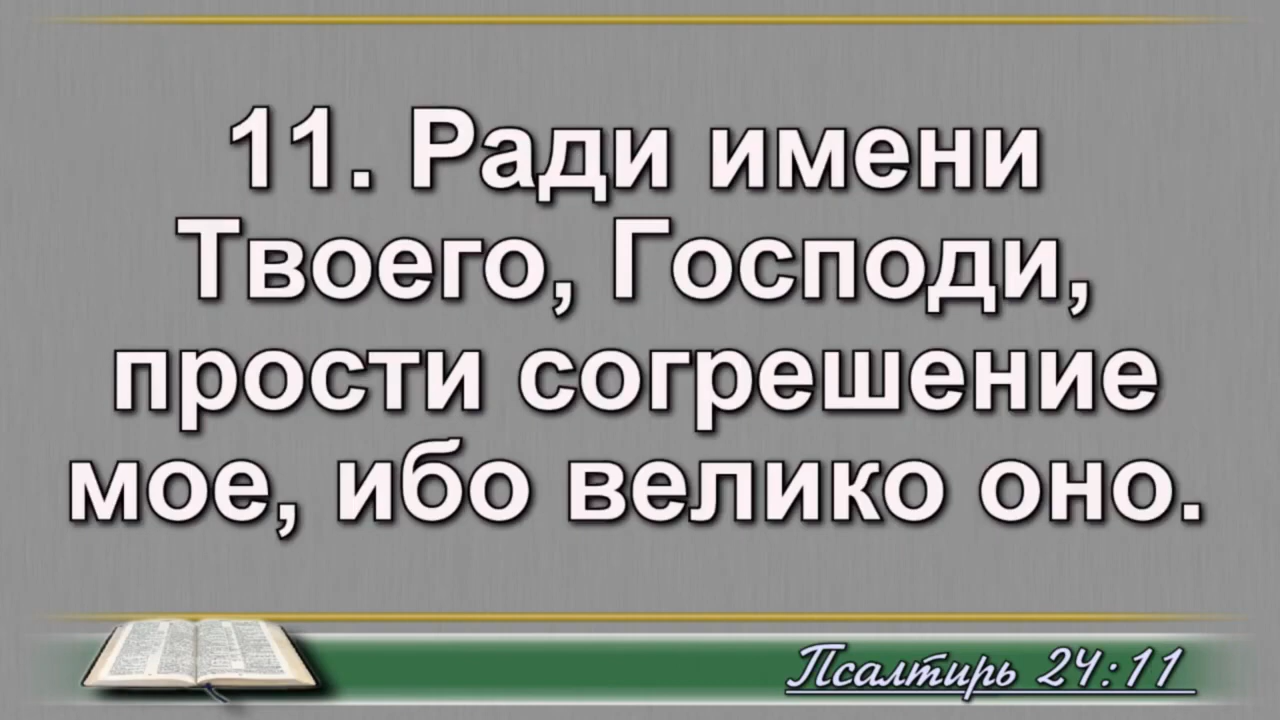 11. Ради имени
Твоего, Господи,
прости согрешение
мое, ибо велико оно.
Псалтирь 24:11